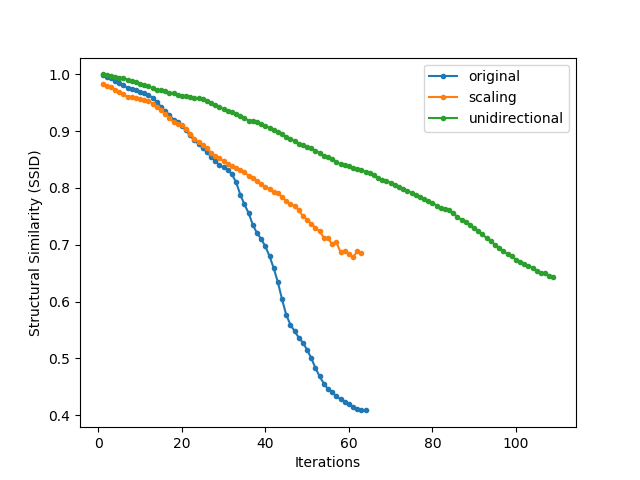 original
scaling
unidirectional
1.0
0.9
0.8
0.7
0.6
0.5
0.4
Structural Similarity (SSID)
0 20 40 60 80 100
Iterations